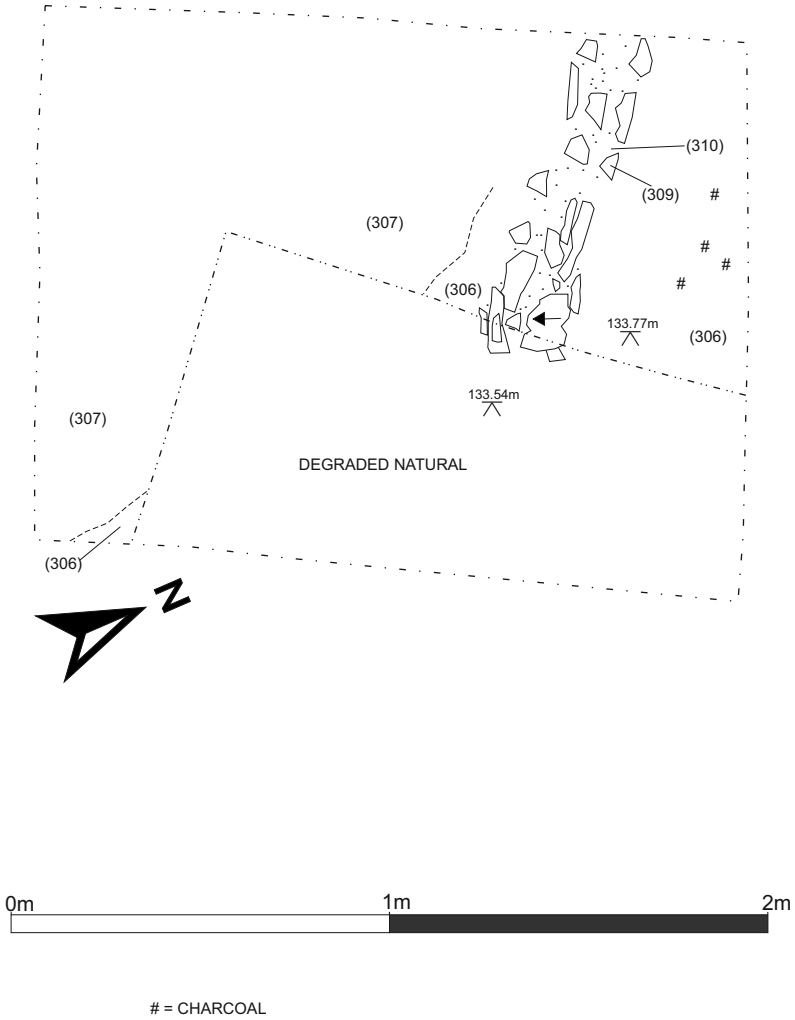 (310)
(309)
#
(307)
#
#
#
(306)
133.77m
(306)
133.54m
(307)
DEGRADED NATURAL
(306)
N
0m 1m 2m
# = CHARCOAL